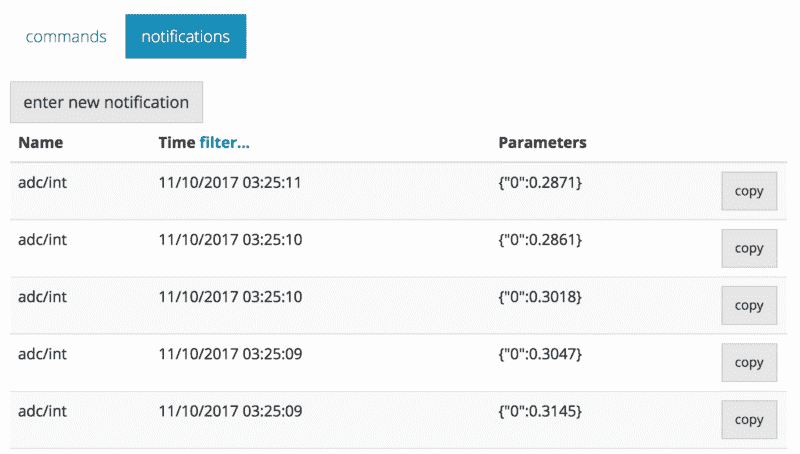 commands notifications
enter new notification
Name Time filter... Parameters
adc/int 11/10/2017 03:25:11 {"0":0.2871} copy
adc/int 11/10/2017 03:25:10 {"0":0.2861} copy
adc/int 11/10/2017 03:25:10 {"0":0.3018} copy
adc/int 11/10/2017 03:25:09 {"0":0.3047} copy
adc/int 11/10/2017 03:25:09 {"0":0.3145} copy